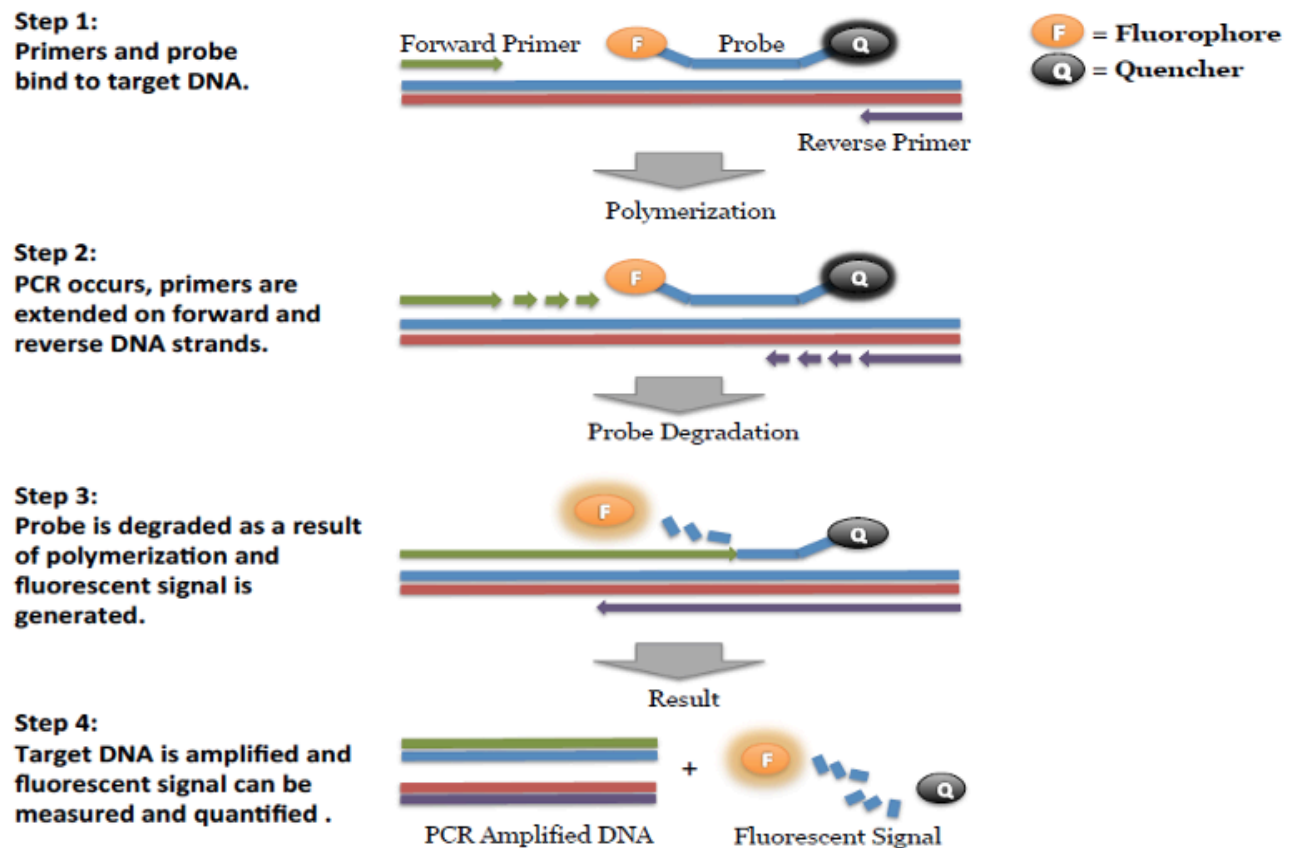 Step 1:
Primers and probe
bind to target DNA.
Forward Primer
F
Probe
Q
F = Fluorophore
Q = Quencher
Reverse Primer
Polymerization
Step 2:
PCR occurs, primers are
extended on forward and
reverse DNA strands.
F
Q
Probe Degradation
Step 3:
Probe is degraded as a result
of polymerization and
fluorescent signal is
generated.
F
Q
Result
Step 4:
Target DNA is amplified and
fluorescent signal can be
measured and quantified .
+
F
Q
PCR Amplified DNA
Fluorescent Signal